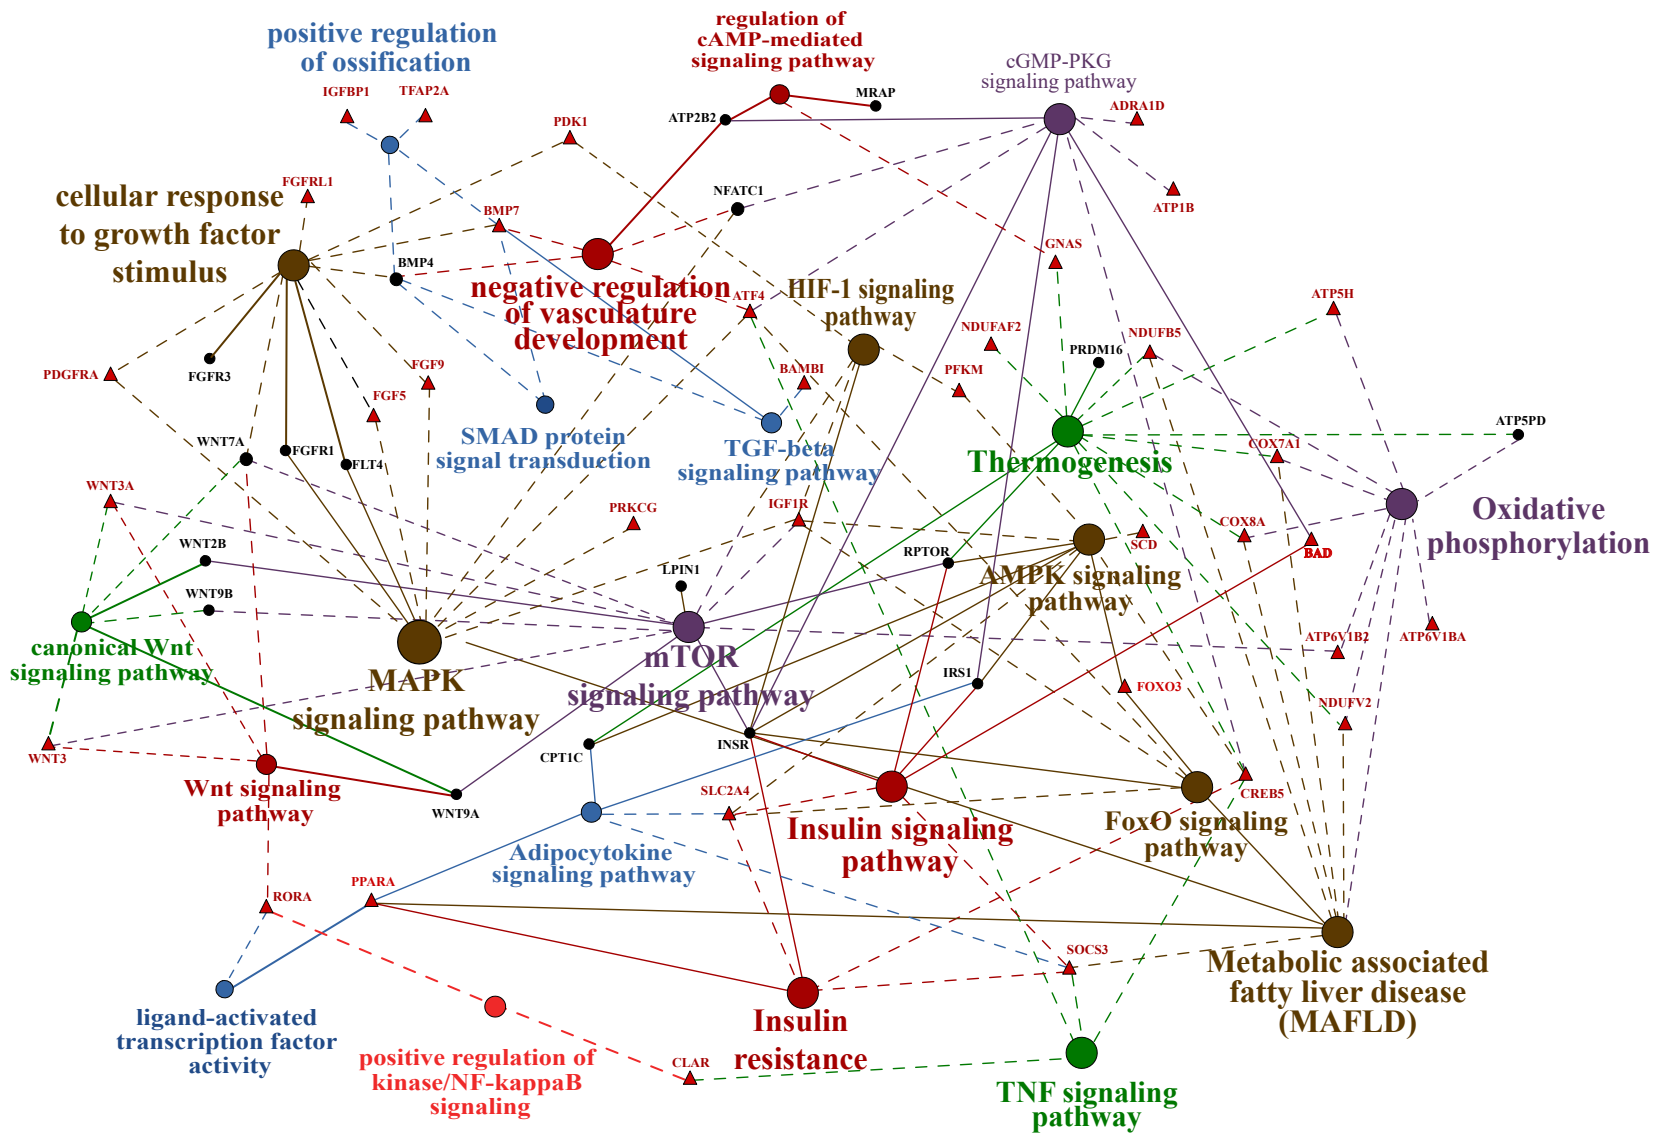 regulation of
cAMP-mediated
signaling pathway
positive regulation
of ossification
cGMP-PKG
signaling pathway
IGFBP1
TFAP2A
MRAP
ATP2B2
ADRA1D
PDK1
FGFRL1
NFATC1
ATP1B
cellular response
to growth factor
stimulus
BMP7
GNAS
BMP4
negative regulation
of vasculature
development
ATF4
HIF-1 signaling
pathway
ATP5H
NDUFAF2
NDUFB5
PRDM16
PDGFRA
FGFR3
FGF9
FGF5
BAMBI
PFKM
ATP5PD
WNT7A
FGFR1
FLT4
SMAD protein
signal transduction
TGF-beta
signaling pathway
COX7A1
Thermogenesis
WNT3A
PRKCG
IGF1R
COX8A
SCD
BAD
Oxidative
phosphorylation
WNT2B
RPTOR
LPIN1
AMPK signaling
pathway
WNT9B
canonical Wnt
signaling pathway
MAPK
signaling pathway
mTOR
signaling pathway
ATP6V1B2
ATP6V1BA
IRS1
FOXO3
NDUFV2
WNT3
CPT1C
INSR
Wnt signaling
pathway
WNT9A
SLC2A4
CREB5
Insulin signaling
pathway
FoxO signaling
pathway
Adipocytokine
signaling pathway
RORA
PPARA
SOCS3
Metabolic associated
fatty liver disease
(MAFLD)
ligand-activated
transcription factor
activity
Insulin
resistance
positive regulation of
kinase/NF-kappaB
signaling
CLAR
TNF signaling
pathway